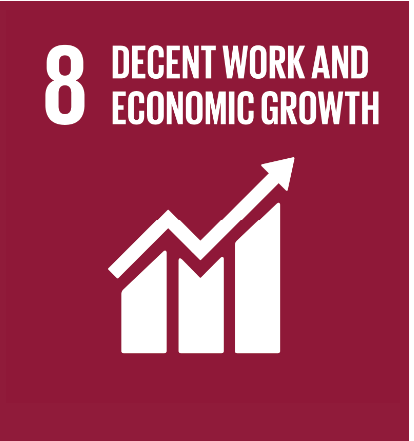 8 DECENT WORK AND
ECONOMIC GROWTH